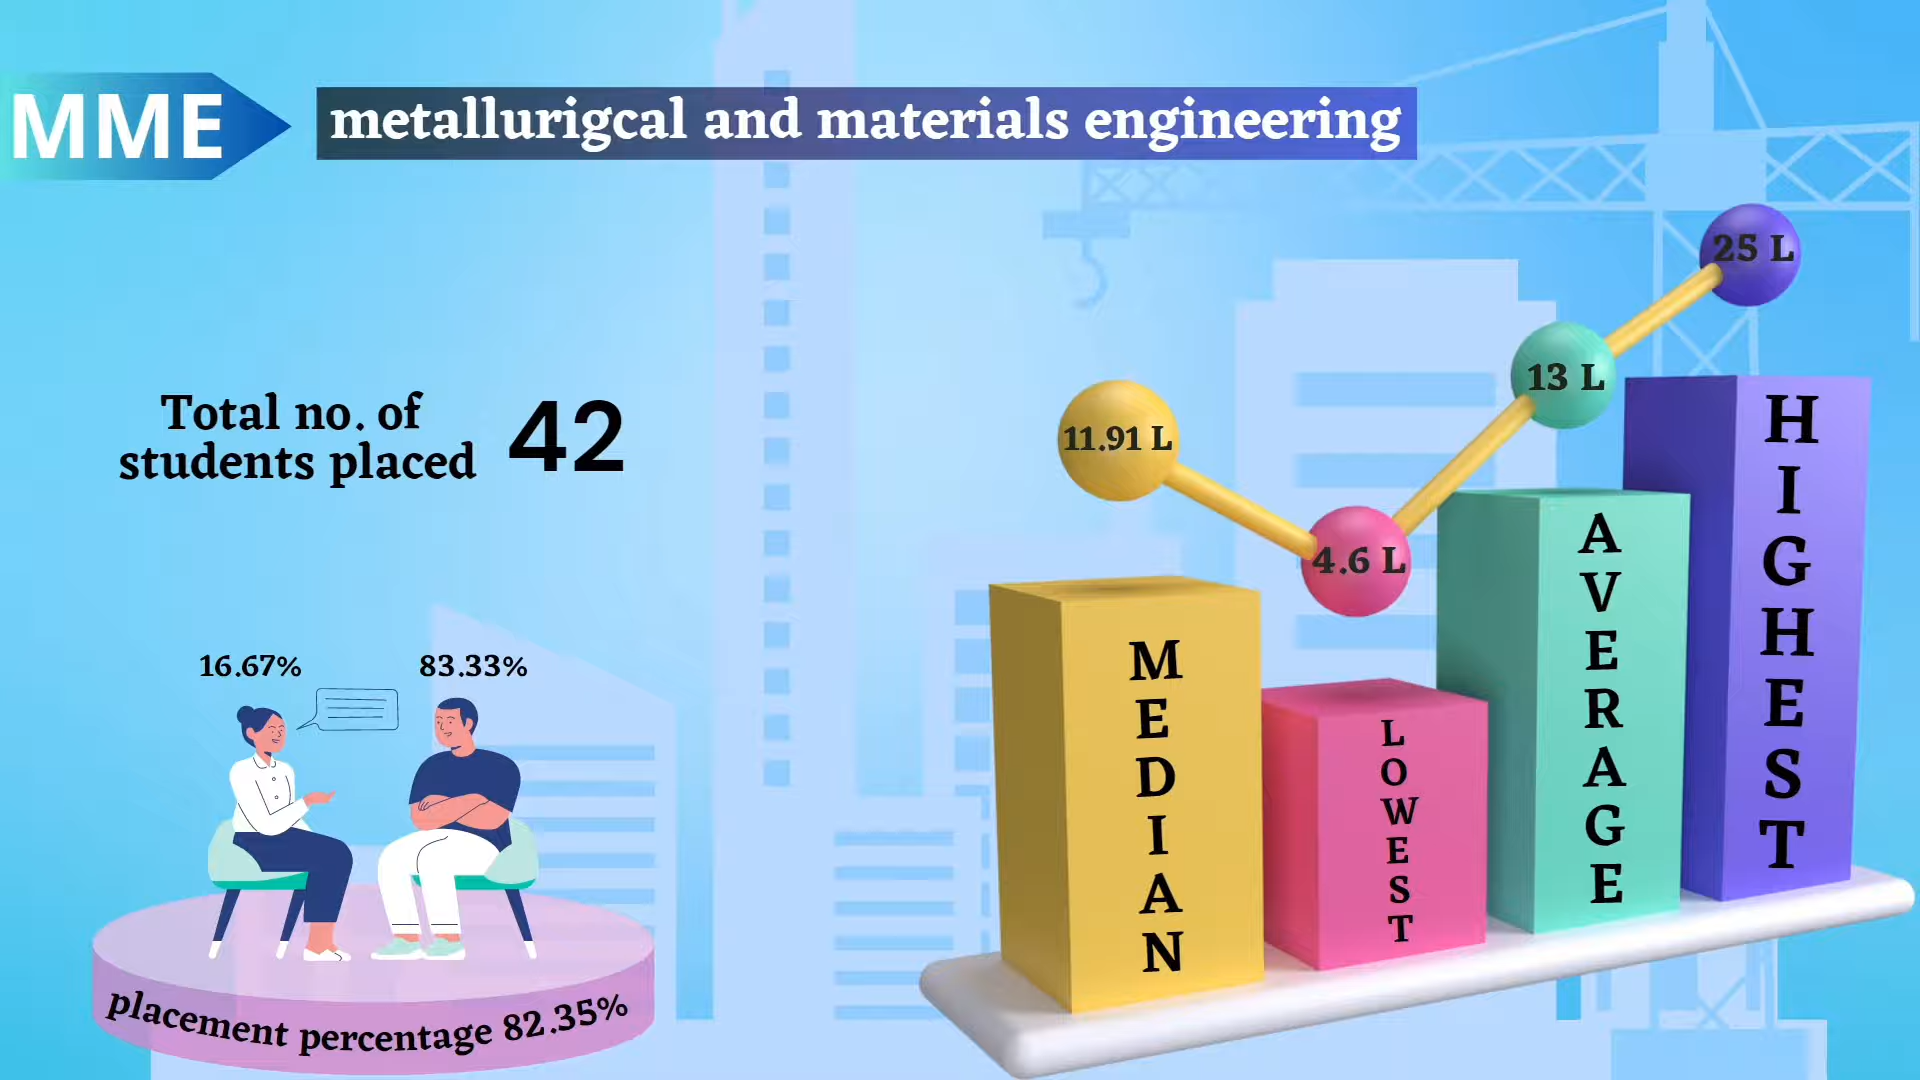 MME
metallurigcal and materials engineering
Total no. of
students placed
42
16.67%
83.33%
placement percentage 82.35%
11.91 L
4.6 L
13 L
25 L
MEDIAN
LOWEST
AVERAGE
HIGHEST